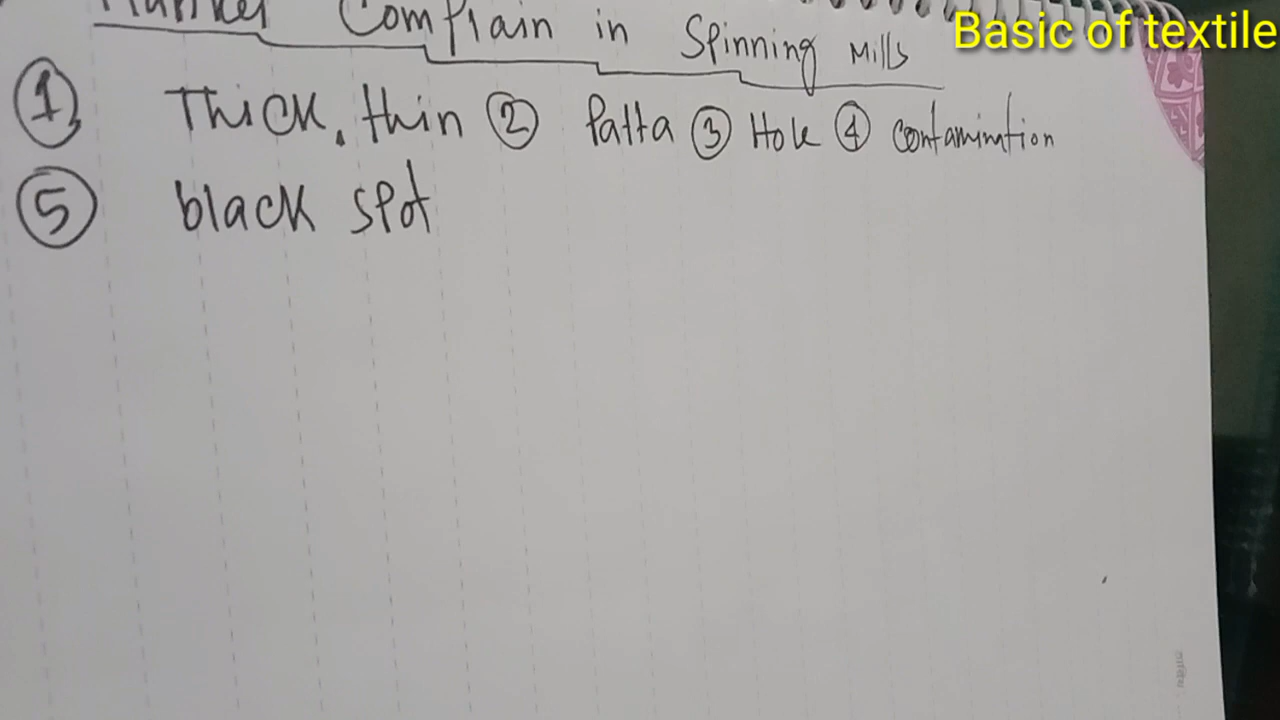 Basic of textile
Market Complain in Spinning Mills
① Thick, thin ② Patta ③ Hole ④ contamination
⑤ black spot